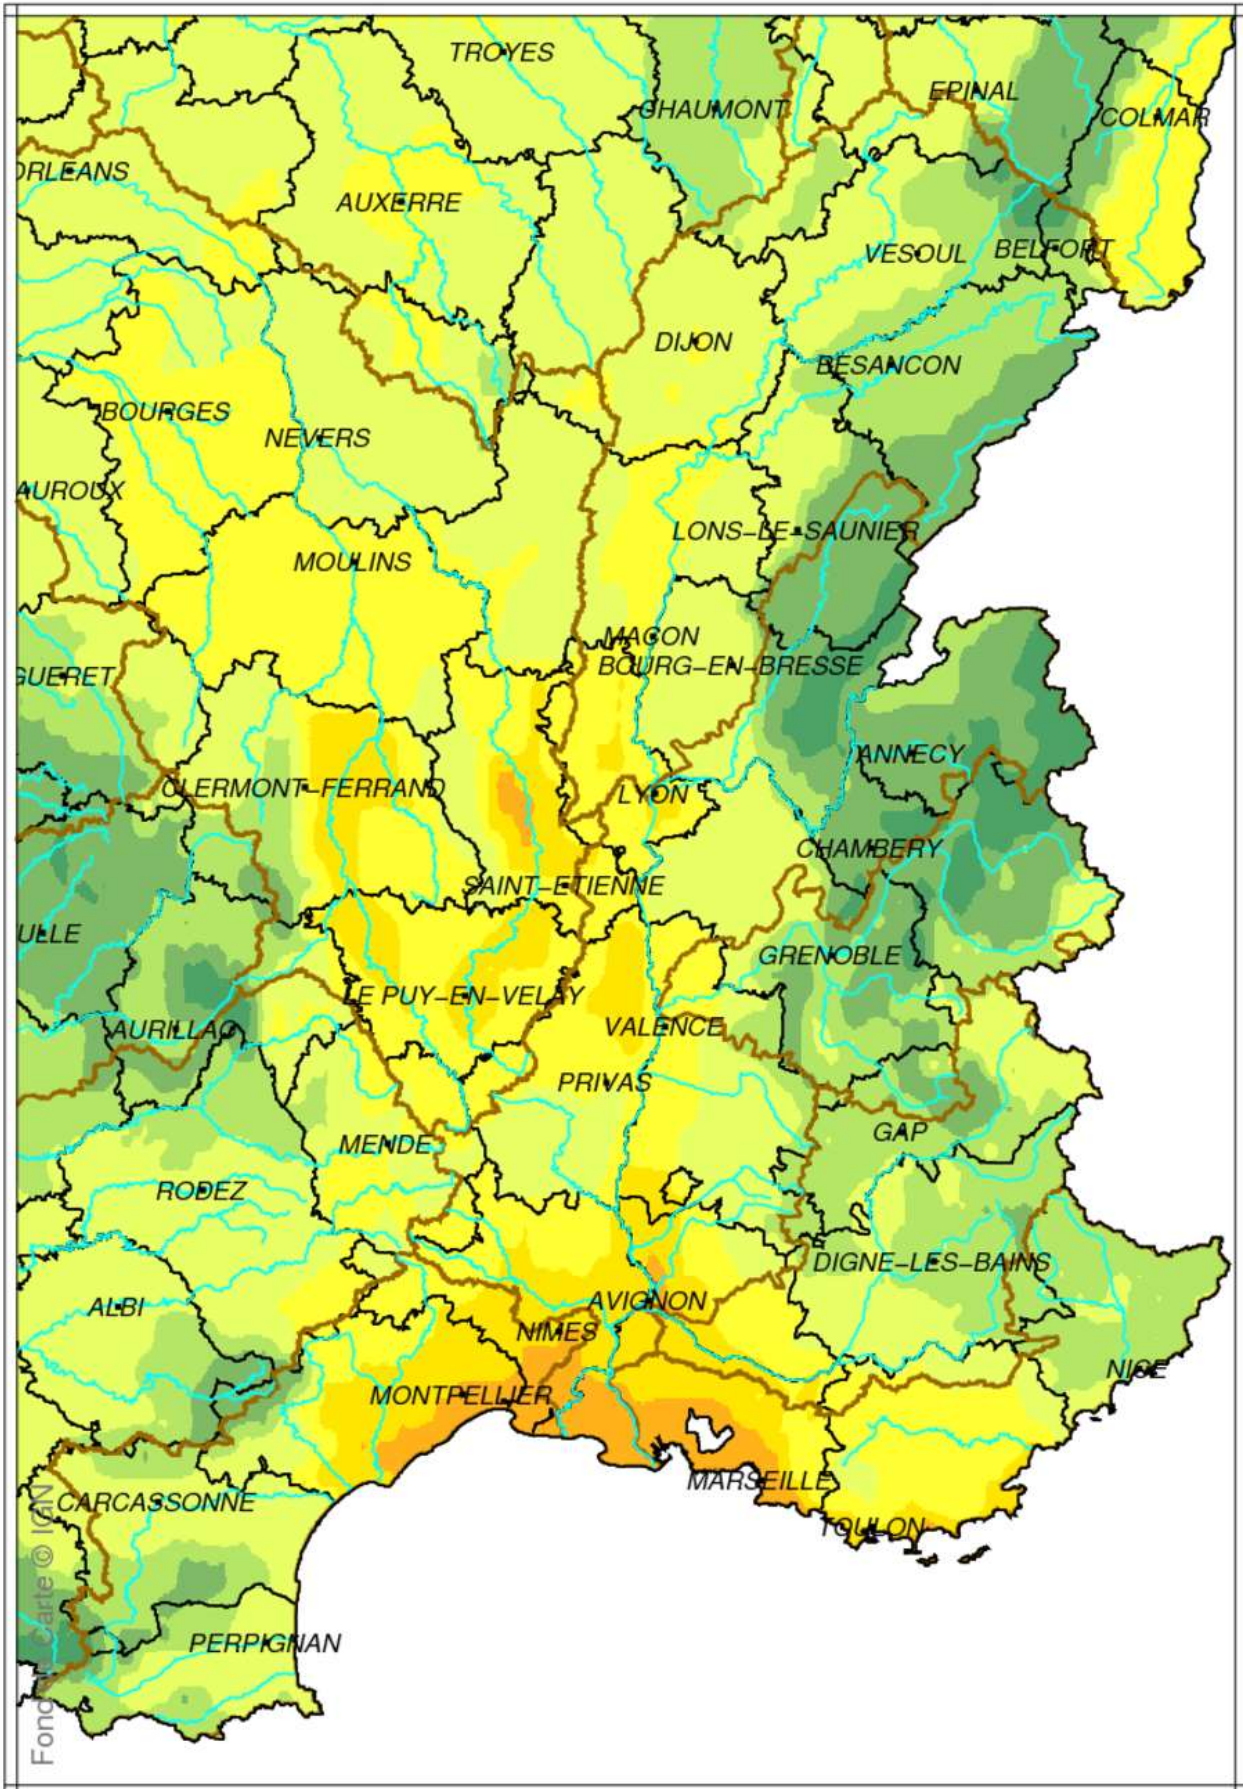 TROYES
EPINAL
CHAUMONT
COLMAR
ORLEANS
AUXERRE
VESOUL
BELFORT
DIJON
BESANCON
BOURGES
NEVERS
AUROUX
LONS-LE-SAUNIER
MOULINS
MACON
BOURG-EN-BRESSE
GUERET
ANNECY
CLERMONT-FERRAND
LYON
CHAMBERY
SAINT-ETIENNE
ULLE
GRENOBLE
LE PUY-EN-VELAY
AURILLAC
VALENCE
PRIVAS
GAP
MENDE
RODEZ
DIGNE-LES-BAINS
ALBI
AVIGNON
NIMES
NICE
MONTPELLIER
MARSEILLE
CARCASSONNE
TOULON
PERPIGNAN
Fond de Carte © IGN